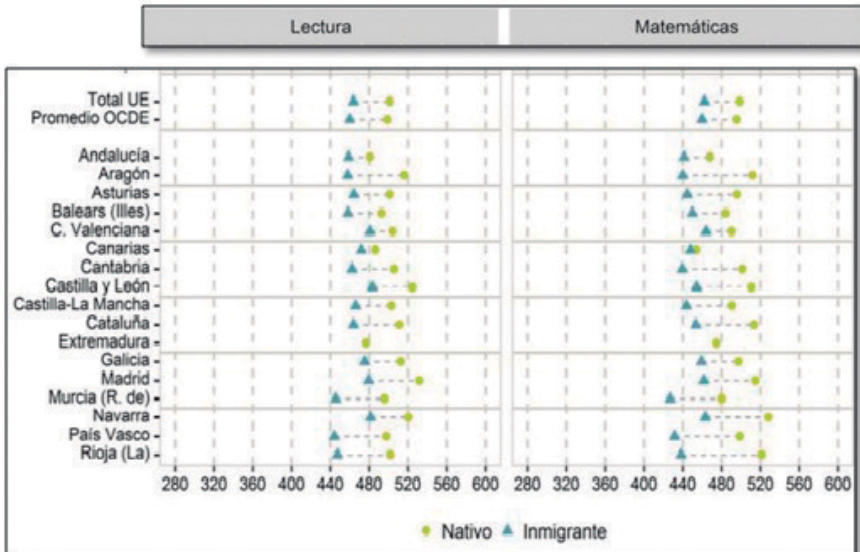 Lectura Matemáticas
Total UE
Promedio OCDE
Andalucía
Aragón
Asturias
Balears (Illes)
C. Valenciana
Canarias
Cantabria
Castilla y León
Castilla-La Mancha
Cataluña
Extremadura
Galicia
Madrid
Murcia (R. de)
Navarra
País Vasco
Rioja (La)
280 320 360 400 440 480 520 560 600 280 320 360 400 440 480 520 560 600
Nativo Inmigrante